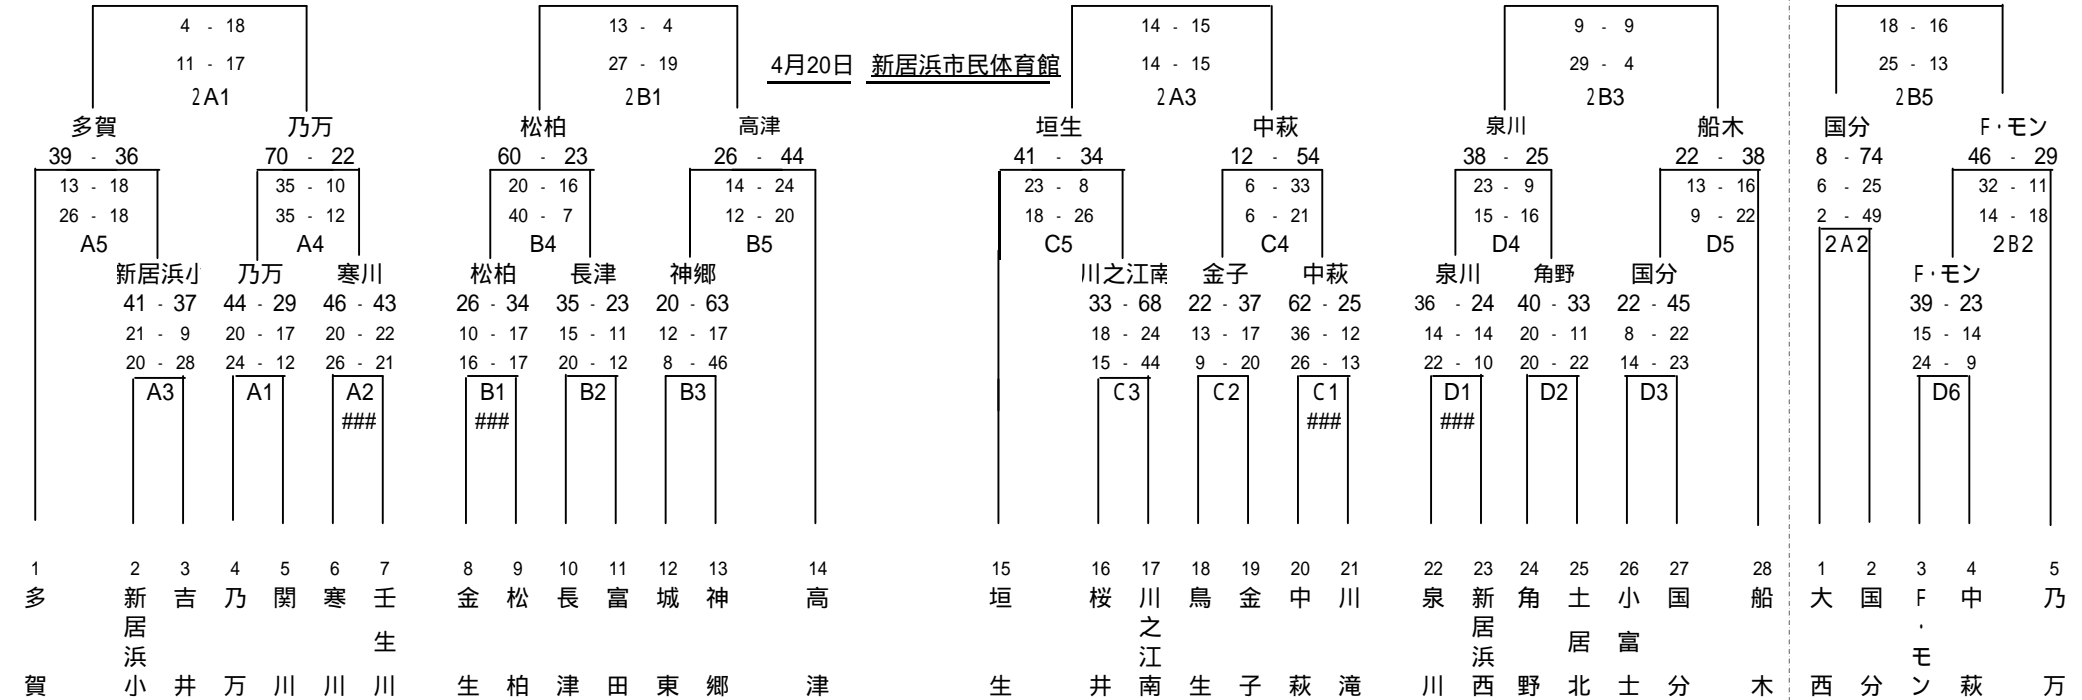 4 - 18
13 - 4
14 - 15
9 - 9
18 - 16
11 - 17
27 - 19
4月20日 新居浜市民体育館
14 - 15
29 - 4
25 - 13
2A1
2B1
2A3
2B3
2B5
多賀
乃万
松柏
高津
垣生
中萩
泉川
船木
国分
F・モン
39 - 36
70 - 22
60 - 23
26 - 44
41 - 34
12 - 54
38 - 25
22 - 38
8 - 74
46 - 29
13 - 18
35 - 10
20 - 16
14 - 24
23 - 8
6 - 33
23 - 9
13 - 16
6 - 25
32 - 11
26 - 18
35 - 12
40 - 7
12 - 20
18 - 26
6 - 21
15 - 16
9 - 22
2 - 49
14 - 18
A5
A4
B4
B5
C5
C4
D4
D5
2A2
2B2
新居浜小
乃万
寒川
松柏
長津
神郷
川之江南
金子
中萩
泉川
角野
国分
F・モン
41 - 37
44 - 29
46 - 43
26 - 34
35 - 23
20 - 63
33 - 68
22 - 37
62 - 25
36 - 24
40 - 33
22 - 45
39 - 23
21 - 9
20 - 17
20 - 22
10 - 17
15 - 11
12 - 17
18 - 24
13 - 17
36 - 12
14 - 14
20 - 11
8 - 22
15 - 14
20 - 28
24 - 12
26 - 21
16 - 17
20 - 12
8 - 46
15 - 44
9 - 20
26 - 13
22 - 10
20 - 22
14 - 23
24 - 9
A3
A1
A2
B1
B2
B3
C3
C2
C1
D1
D2
D3
D6
###
###
###
###
1 多賀
2 新居浜小
3 吉井
4 乃万
5 関川
6 寒川
7 壬生川
8 金生
9 松柏
10 長津
11 富田
12 城東
13 神郷
14 高津
15 垣生
16 桜井
17 川之江南
18 鳥生
19 金子
20 中萩
21 川滝
22 泉川
23 新居浜西
24 角野
25 土居北
26 小富士
27 国分
28 船木
1 大西
2 国分
3 F・モン
4 中萩
5 乃万